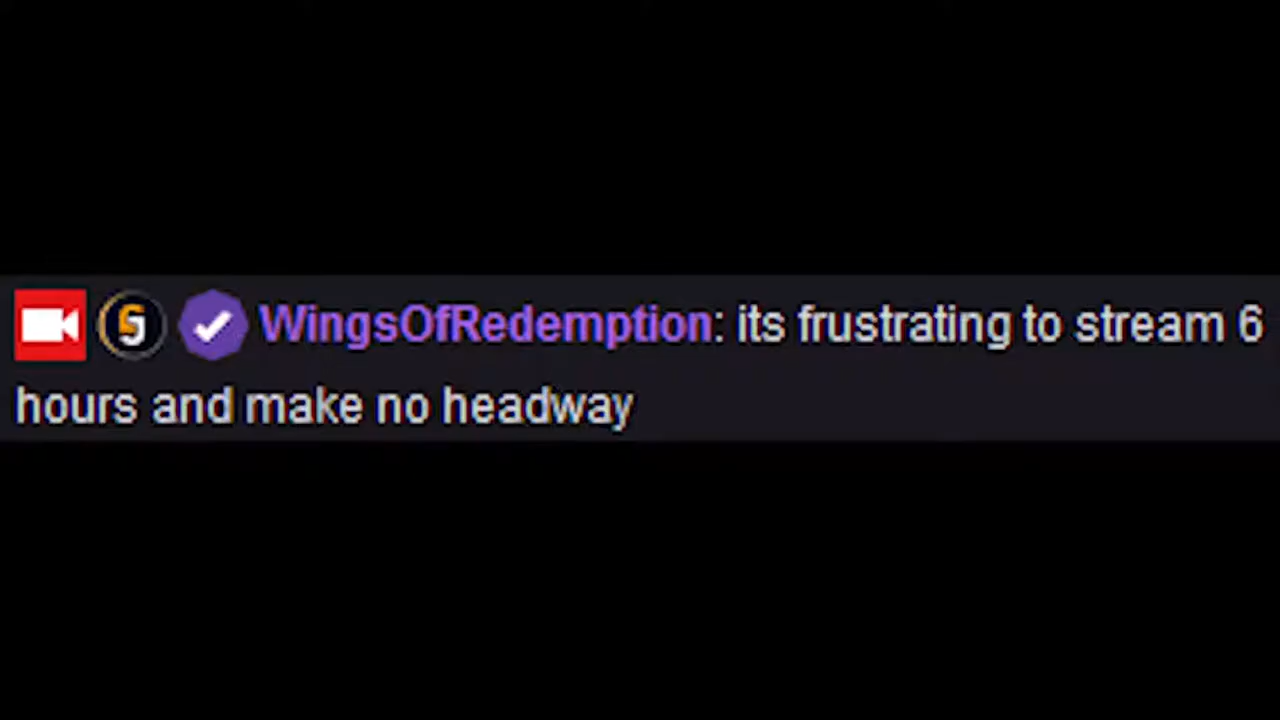 WingsOfRedemption: its frustrating to stream 6
hours and make no headway